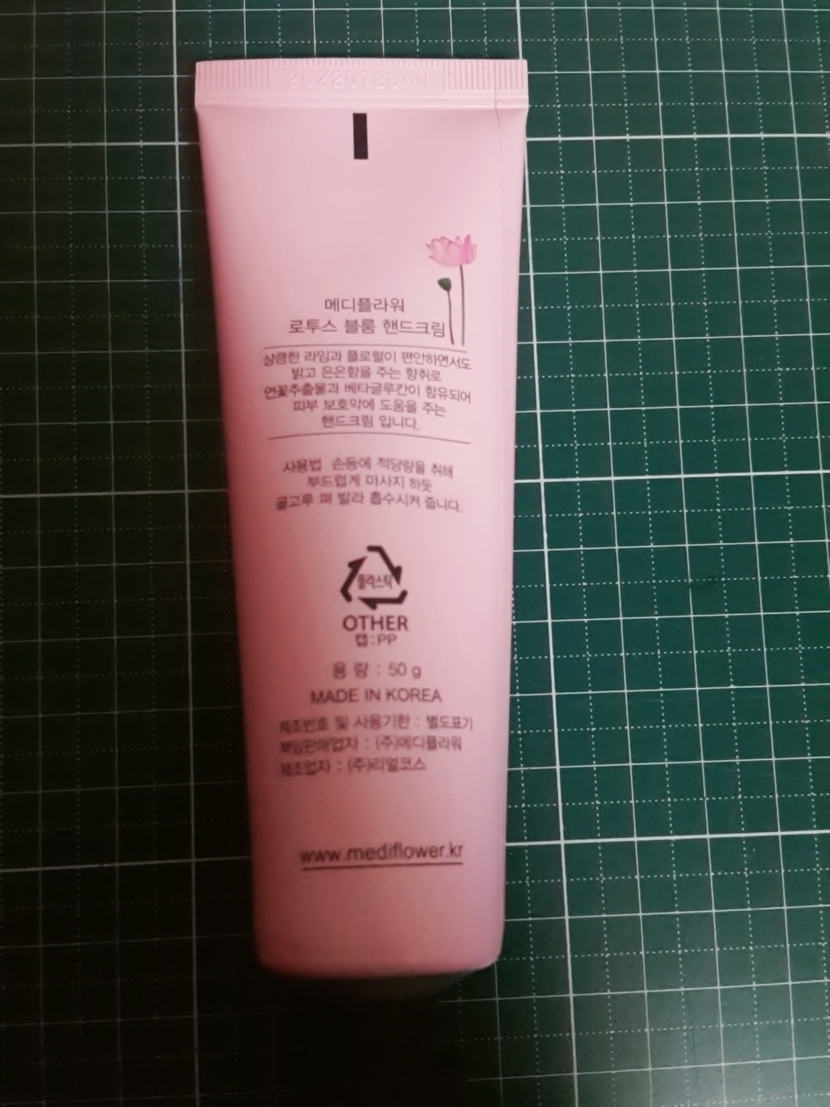 메디플라워
로투스 블룸 핸드크림
상큼한 라임과 플로럴이 편안하면서도
밝고 은은함을 주는 향취로
연꽃추출물과 베타글루칸이 함유되어
피부 보호막에 도움을 주는
핸드크림 입니다.
사용법 손등에 적당량을 취해
부드럽게 마사지 하듯
골고루 펴 발라 흡수시켜 줍니다.
플라스틱
OTHER
캡:PP
용 량 : 50 g
MADE IN KOREA
제조번호 및 사용기한 : 별도표기
책임판매업자 : (주)메디플라워
제조업자 : (주)리얼코스
www.mediflower.kr